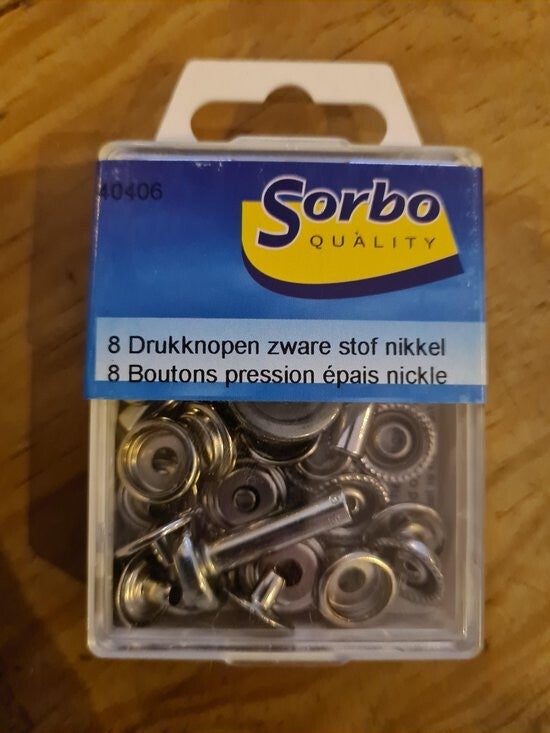 40406
Sorbo
QUALITY
8 Drukknopen zware stof nikkel
8 Boutons pression épais nickle